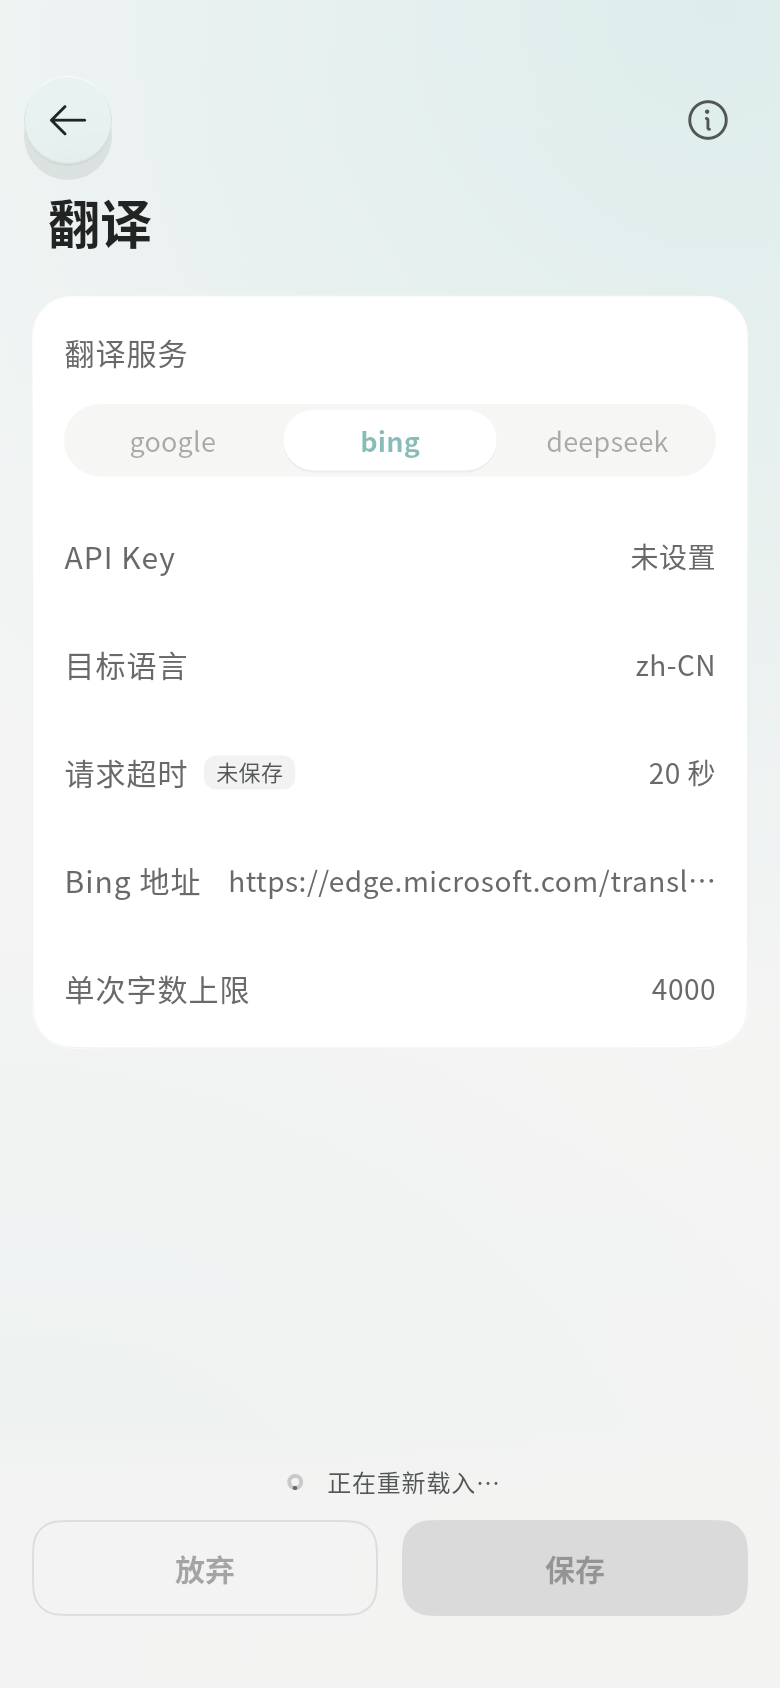 翻译
翻译服务
google bing deepseek
API Key 未设置
目标语言 zh-CN
请求超时 未保存 20 秒
Bing 地址 https://edge.microsoft.com/transl…
单次字数上限 4000
正在重新载入…
放弃 保存